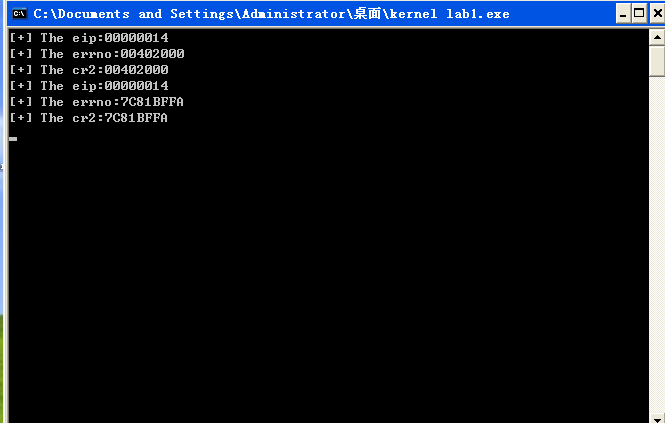 C:\Documents and Settings\Administrator\桌面\kernel lab1.exe
[+] The eip:00000014
[+] The errno:00402000
[+] The cr2:00402000
[+] The eip:00000014
[+] The errno:7C81BFFA
[+] The cr2:7C81BFFA